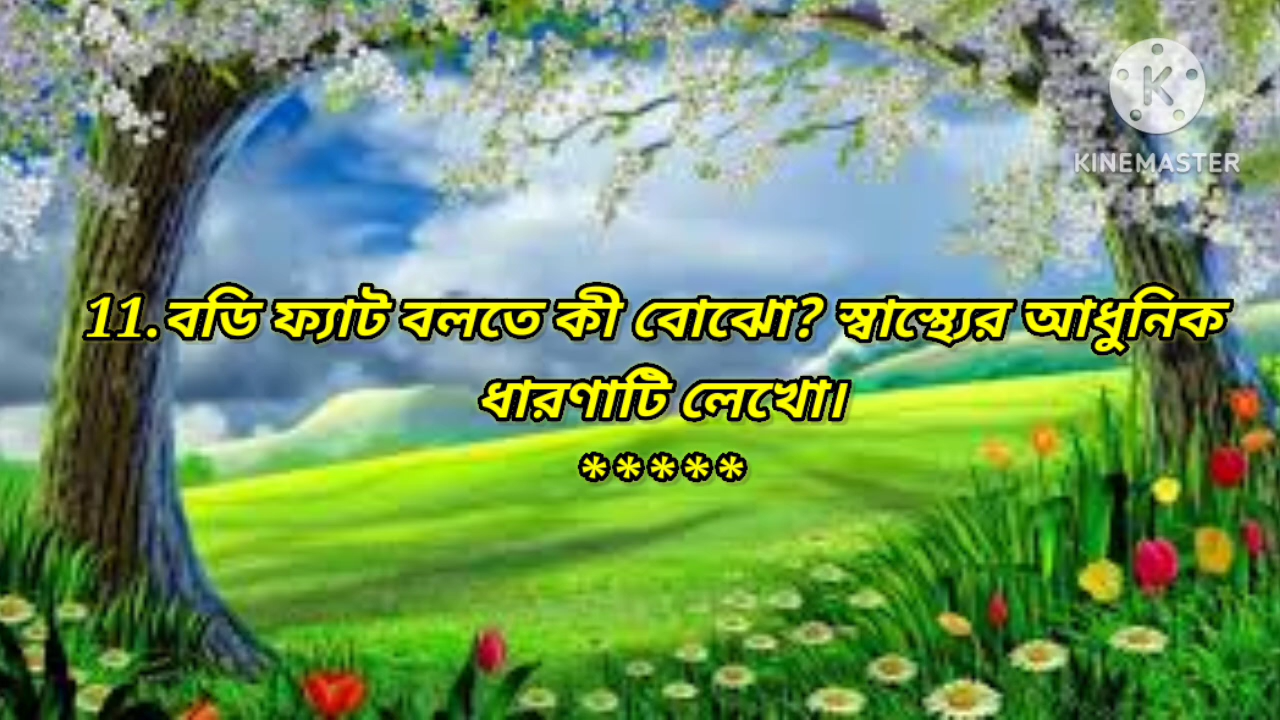 KINEMASTER
11.বডি ফ্যাট বলতে কী বোঝো? স্বাস্থ্যের আধুনিক
ধারণাটি লেখো।
*****